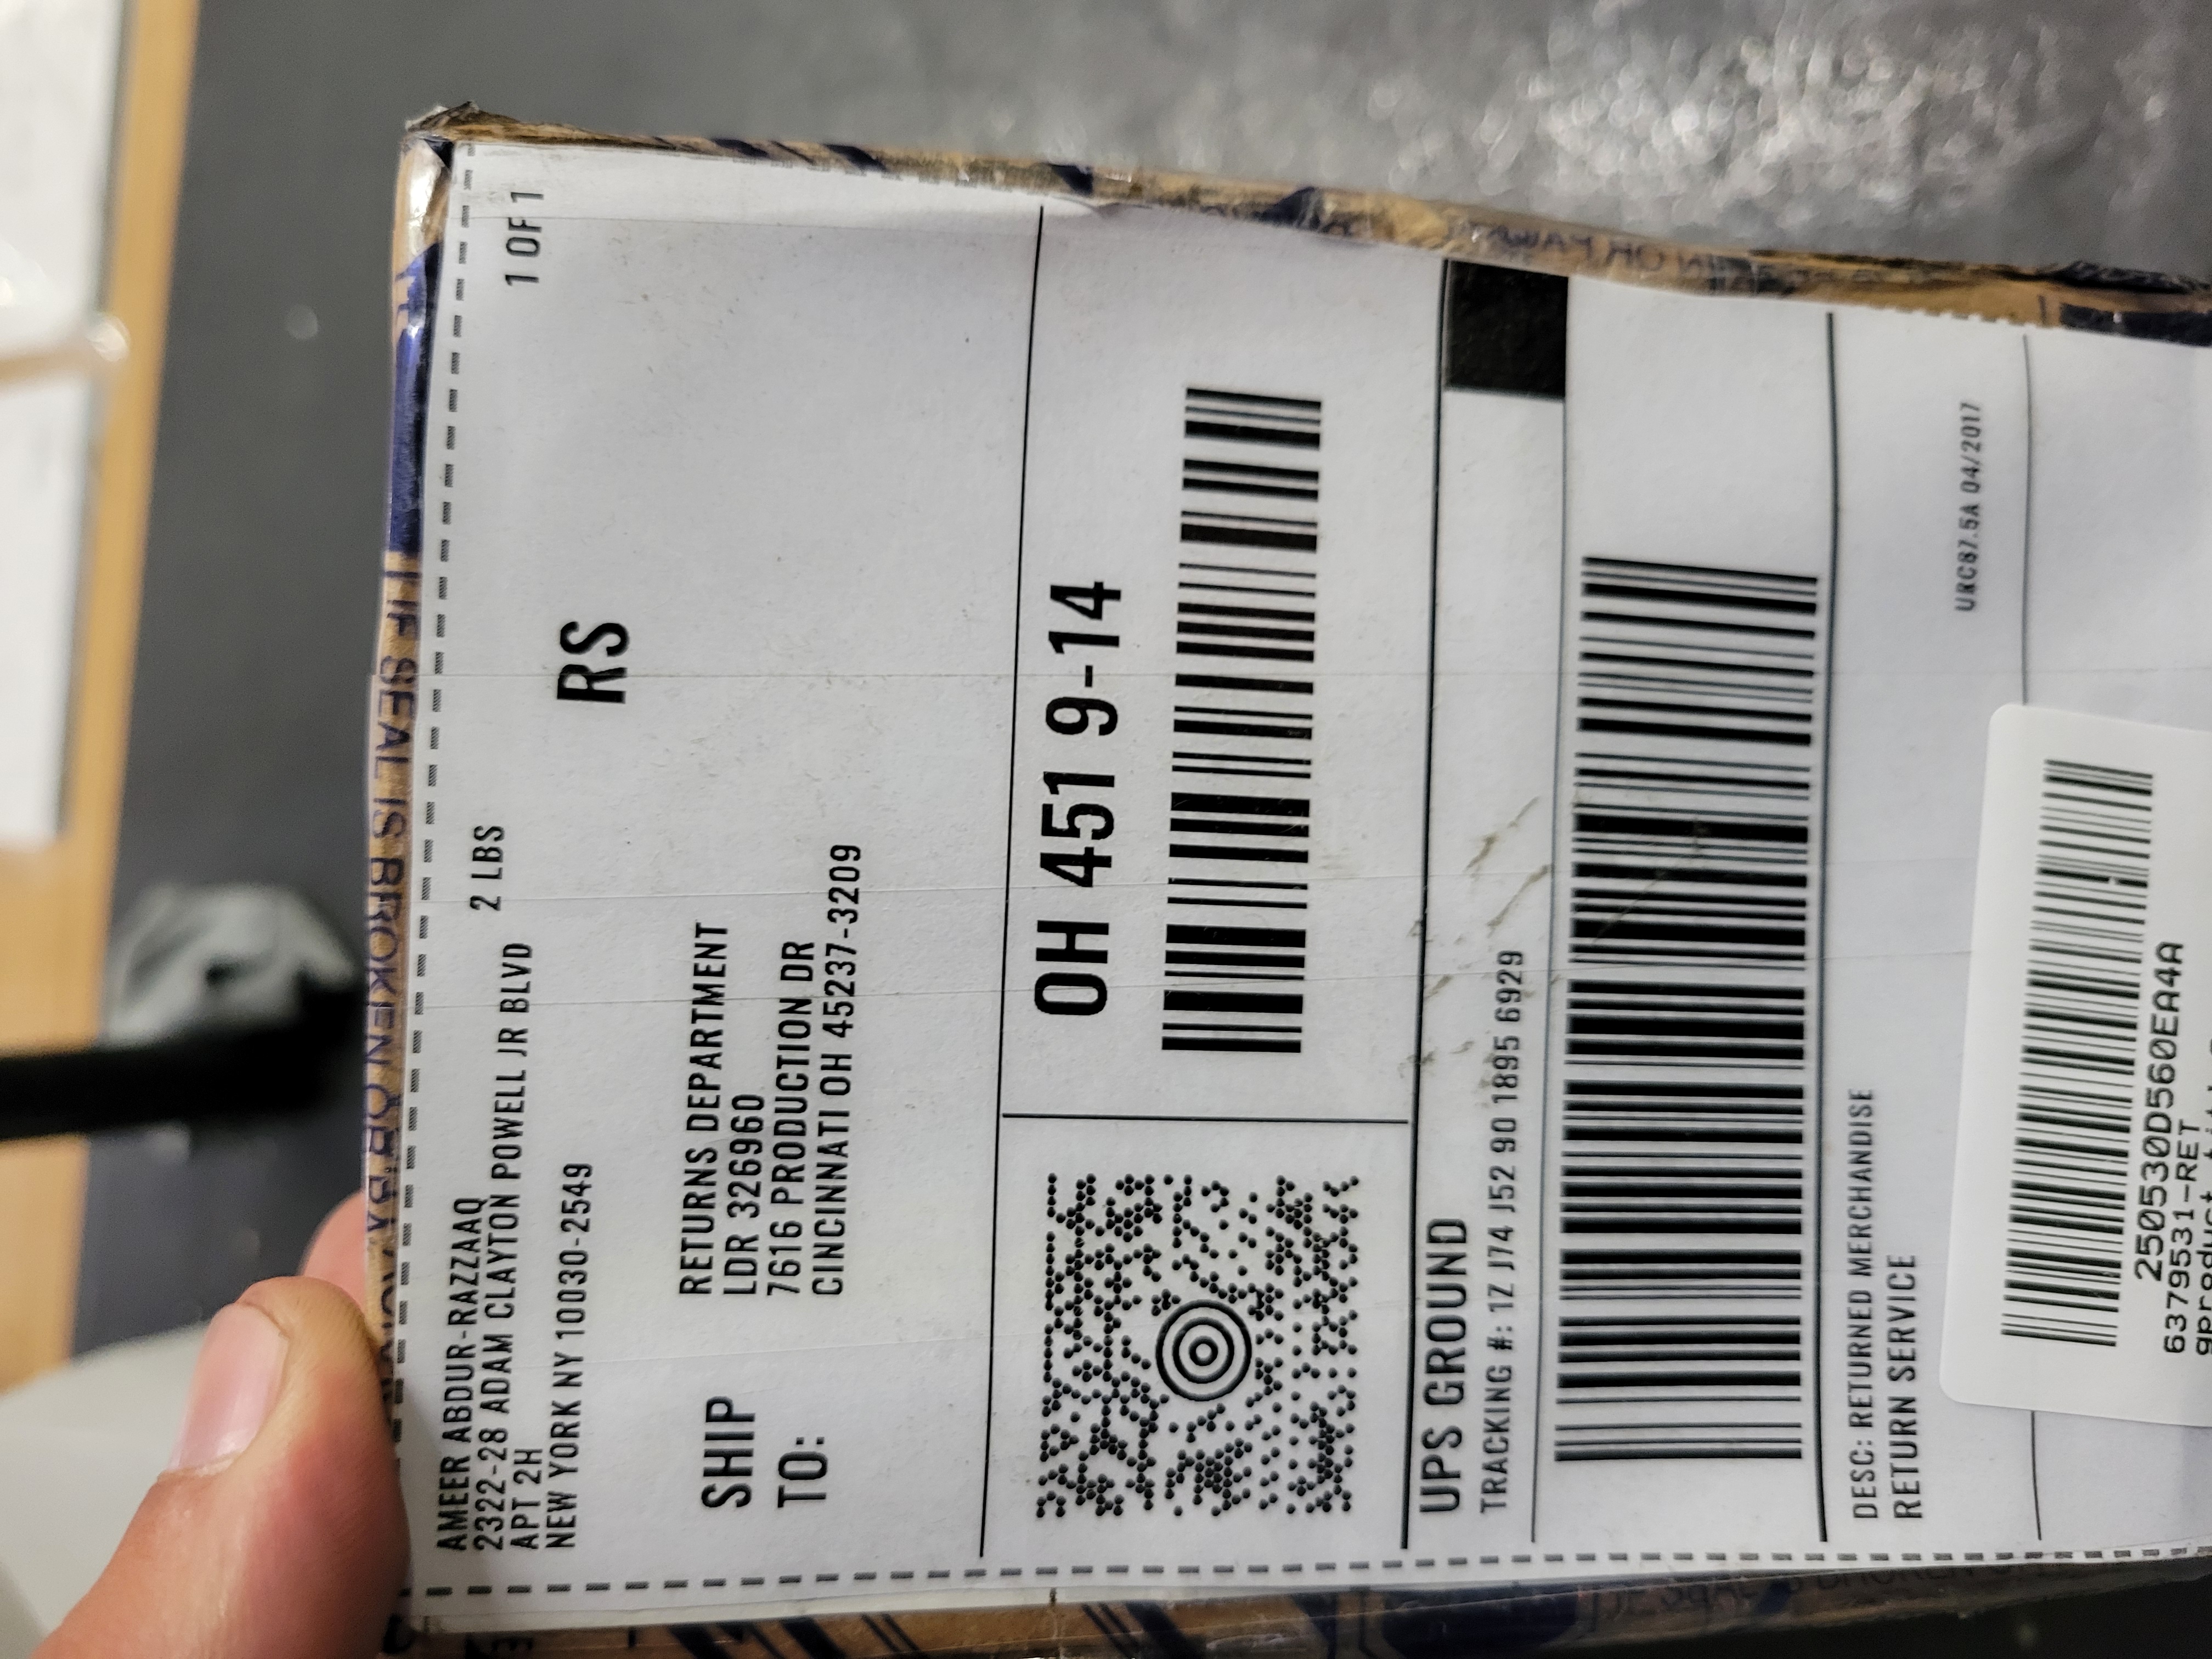 AMEER ABDUR-RAZZAAQ
2322-28 ADAM CLAYTON POWELL JR BLVD
APT 2H
NEW YORK NY 10030-2549
2 LBS
1 OF 1
RS
SHIP
TO:
RETURNS DEPARTMENT
LDR 326960
7616 PRODUCTION DR
CINCINNATI OH 45237-3209
OH 451 9-14
UPS GROUND
TRACKING #: 1Z J74 J52 90 1895 6929
DESC: RETURNED MERCHANDISE
RETURN SERVICE
URC87.5A 04/2017
250530D560EA4A
63795531-RET
IF SEAL IS BROKEN OR